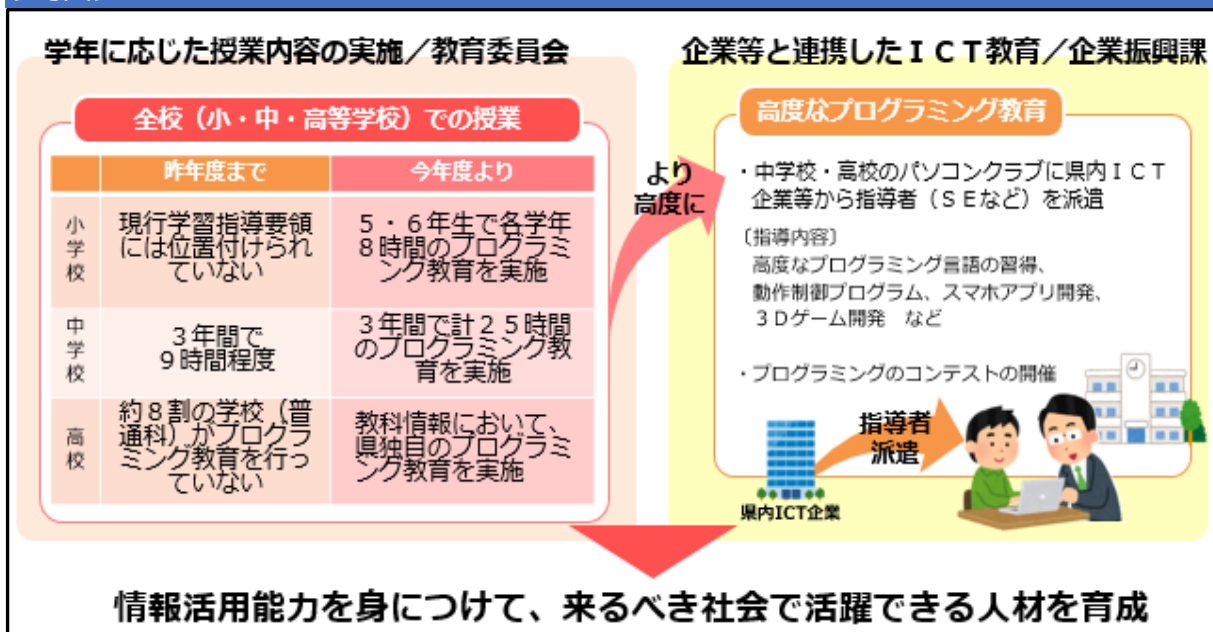 学年に応じた授業内容の実施／教育委員会
全校（小・中・高等学校）での授業
昨年度まで
今年度より
小学校
現行学習指導要領
には位置付けられ
ていない
５・６年生で各学年
８時間のプログラミ
ング教育を実施
中学校
３年間で
９時間程度
３年間で計２５時間
のプログラミング教
育を実施
高校
約８割の学校（普
通科）がプログラ
ミング教育を行っ
ていない
教科情報において、
県独自のプログラミ
ング教育を実施
より
高度に
企業等と連携したＩＣＴ教育／企業振興課
高度なプログラミング教育
・中学校・高校のパソコンクラブに県内ＩＣＴ
企業等から指導者（ＳＥなど）を派遣
〔指導内容〕
高度なプログラミング言語の習得、
動作制御プログラム、スマホアプリ開発、
３Ｄゲーム開発　など
・プログラミングのコンテストの開催
指導者
派遣
県内ICT企業
情報活用能力を身につけて、来るべき社会で活躍できる人材を育成